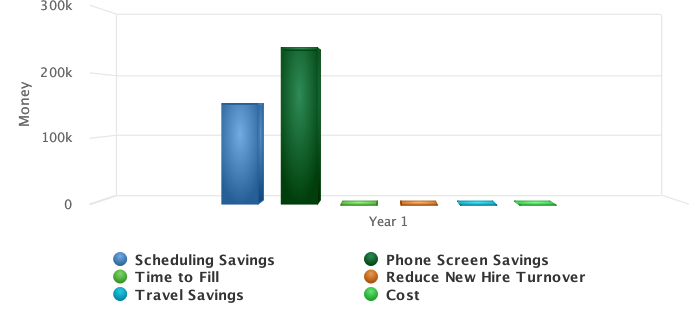 300k
200k
100k
0
Money
Year 1
Scheduling Savings
Phone Screen Savings
Time to Fill
Reduce New Hire Turnover
Travel Savings
Cost